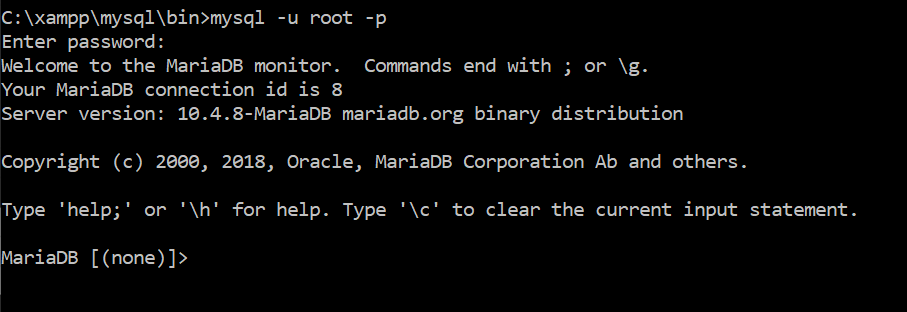 C:\xampp\mysql\bin>mysql -u root -p
Enter password:
Welcome to the MariaDB monitor.  Commands end with ; or \g.
Your MariaDB connection id is 8
Server version: 10.4.8-MariaDB mariadb.org binary distribution
Copyright (c) 2000, 2018, Oracle, MariaDB Corporation Ab and others.
Type 'help;' or '\h' for help. Type '\c' to clear the current input statement.
MariaDB [(none)]>